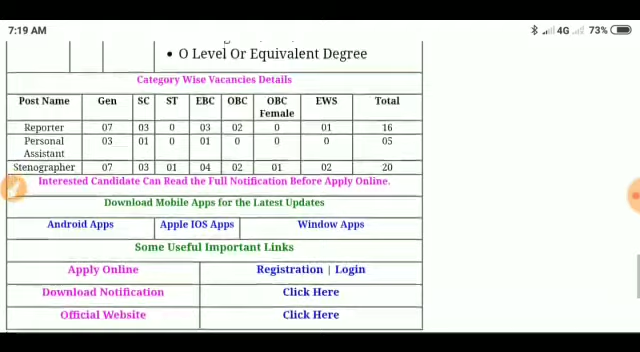 7:19 AM 4G 73%
• O Level Or Equivalent Degree
Category Wise Vacancies Details
Post Name Gen SC ST EBC OBC OBC Female EWS Total
Reporter 07 03 0 03 02 0 01 16
Personal Assistant 03 01 0 01 0 0 0 05
Stenographer 07 03 01 04 02 01 02 20
Interested Candidate Can Read the Full Notification Before Apply Online.
Download Mobile Apps for the Latest Updates
Android Apps Apple IOS Apps Window Apps
Some Useful Important Links
Apply Online Registration | Login
Download Notification Click Here
Official Website Click Here